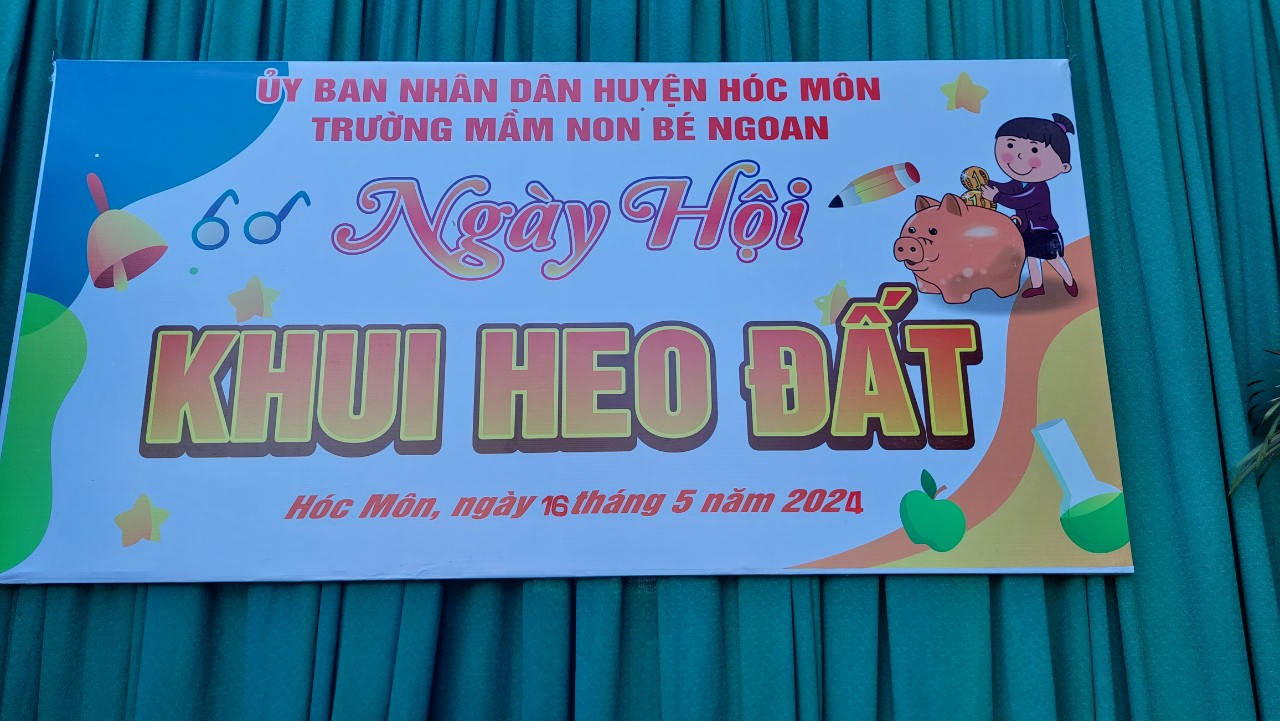 ỦY BAN NHÂN DÂN HUYỆN HÓC MÔN
TRƯỜNG MẦM NON BÉ NGOAN
Ngày Hội
KHUI HEO ĐẤT
Hóc Môn, ngày 16 tháng 5 năm 2024